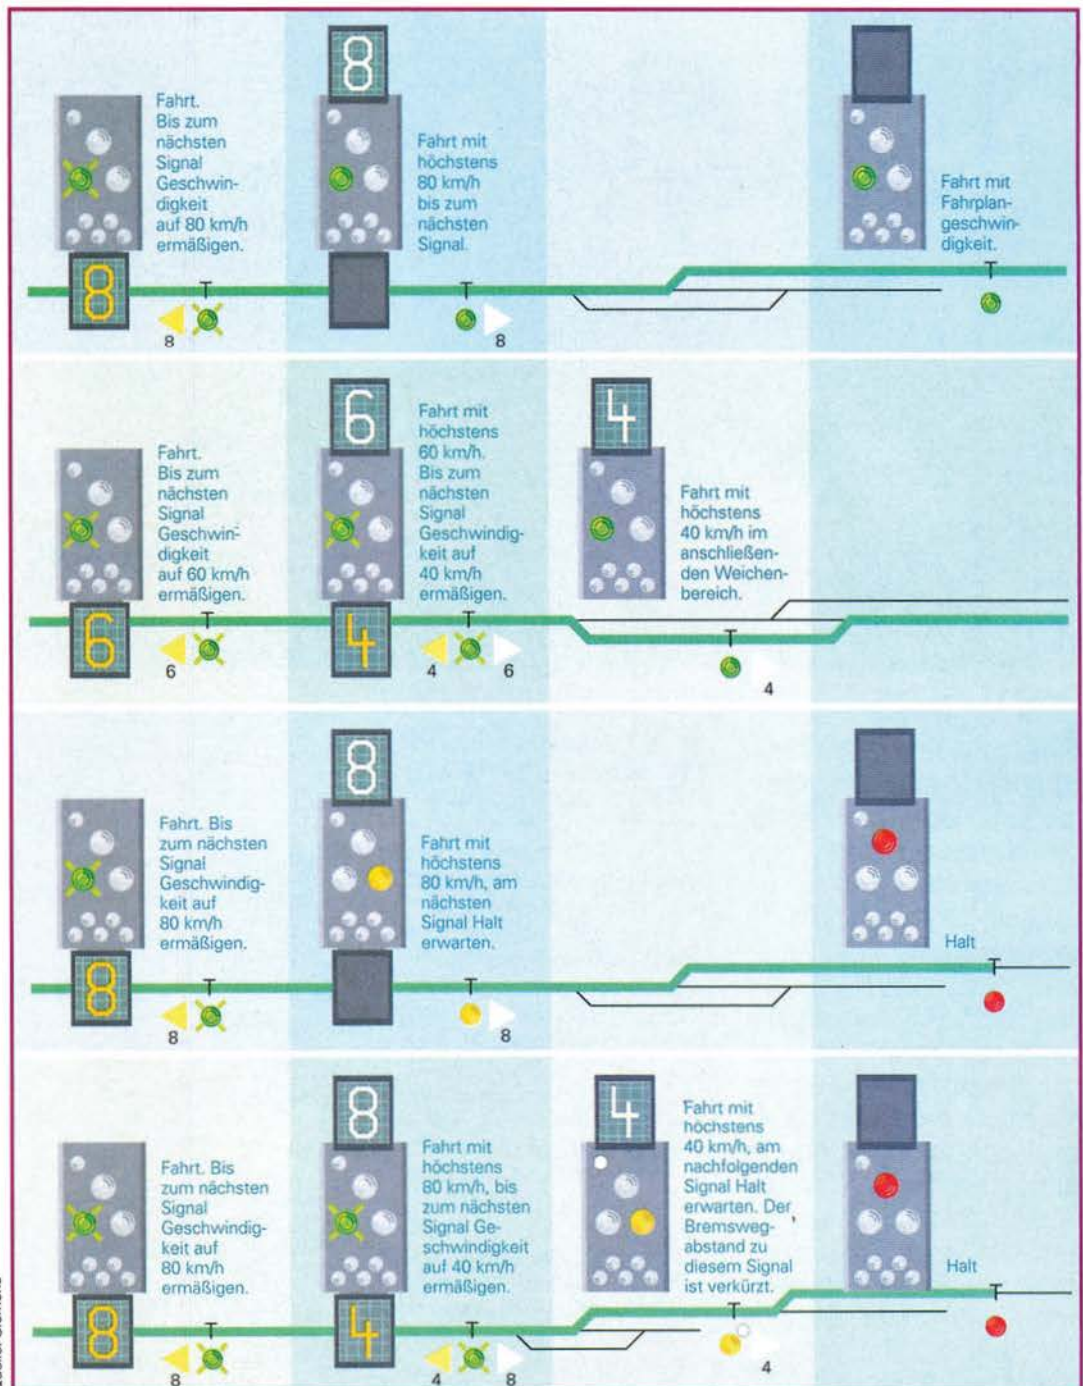 8
Fahrt.
Bis zum
nächsten
Signal
Geschwin-
digkeit
auf 80 km/h
ermäßigen.
8
8
Fahrt mit
höchstens
80 km/h
bis zum
nächsten
Signal.
8
Fahrt mit
Fahrplan-
geschwin-
digkeit.
Fahrt.
Bis zum
nächsten
Signal
Geschwin-
digkeit
auf 60 km/h
ermäßigen.
6
6
6
Fahrt mit
höchstens
60 km/h.
Bis zum
nächsten
Signal
Geschwindig-
keit auf
40 km/h
ermäßigen.
4
4
6
4
Fahrt mit
höchstens
40 km/h im
anschließen-
den Weichen-
bereich.
4
Fahrt. Bis
zum nächsten
Signal
Geschwindig-
keit auf
80 km/h
ermäßigen.
8
8
8
Fahrt mit
höchstens
80 km/h, am
nächsten
Signal Halt
erwarten.
8
Halt
Fahrt. Bis
zum nächsten
Signal
Geschwindig-
keit auf
80 km/h
ermäßigen.
8
8
8
Fahrt mit
höchstens
80 km/h, bis
zum nächsten
Signal Ge-
schwindigkeit
auf 40 km/h
ermäßigen.
4
4
8
4
Fahrt mit
höchstens
40 km/h, am
nachfolgenden
Signal Halt
erwarten. Der
Bremsweg-
abstand zu
diesem Signal
ist verkürzt.
4
Halt